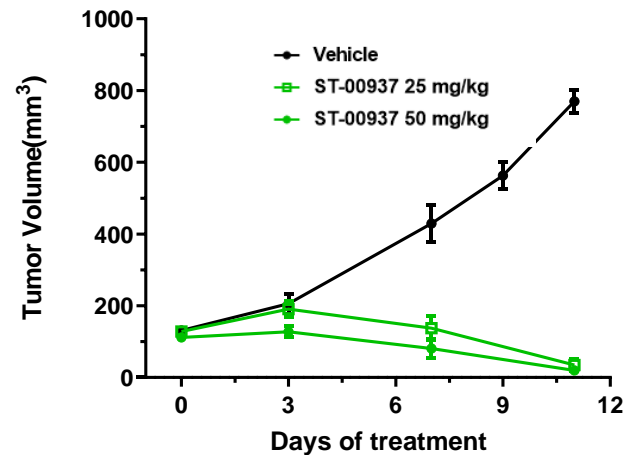 1000
800
600
400
200
0
Tumor Volume(mm³)
Vehicle
ST-00937 25 mg/kg
ST-00937 50 mg/kg
0 3 6 9 12
Days of treatment